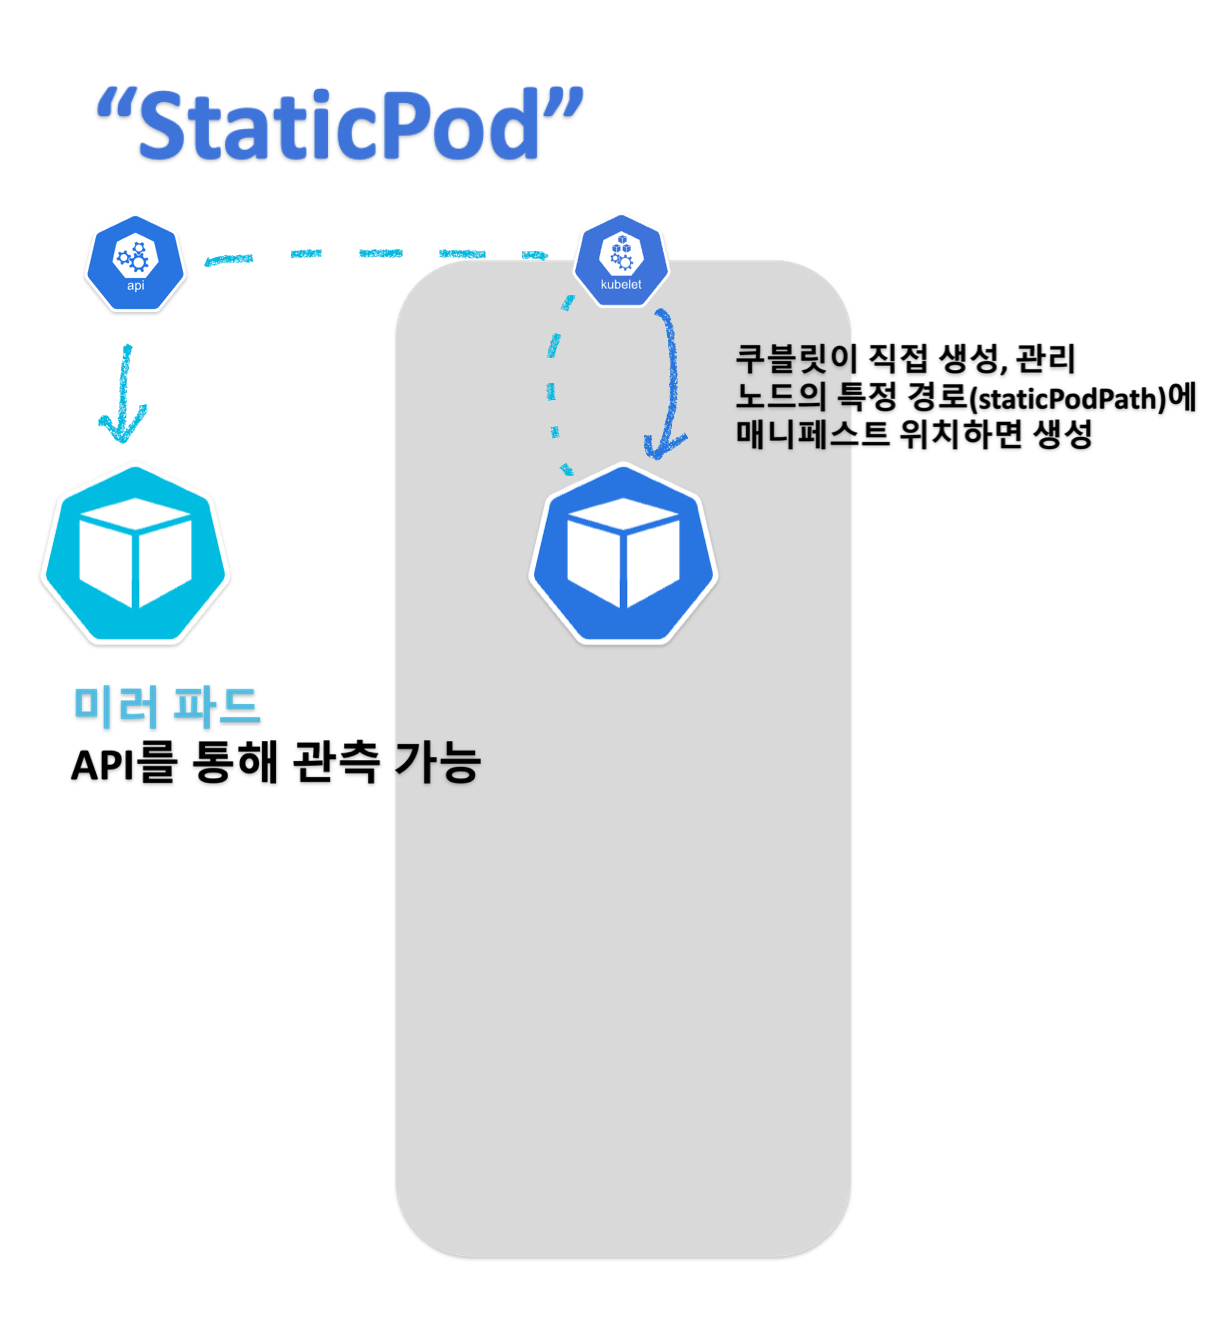 “StaticPod”
api
kubelet
쿠블릿이 직접 생성, 관리
노드의 특정 경로(staticPodPath)에
매니페스트 위치하면 생성
미러 파드
API를 통해 관측 가능